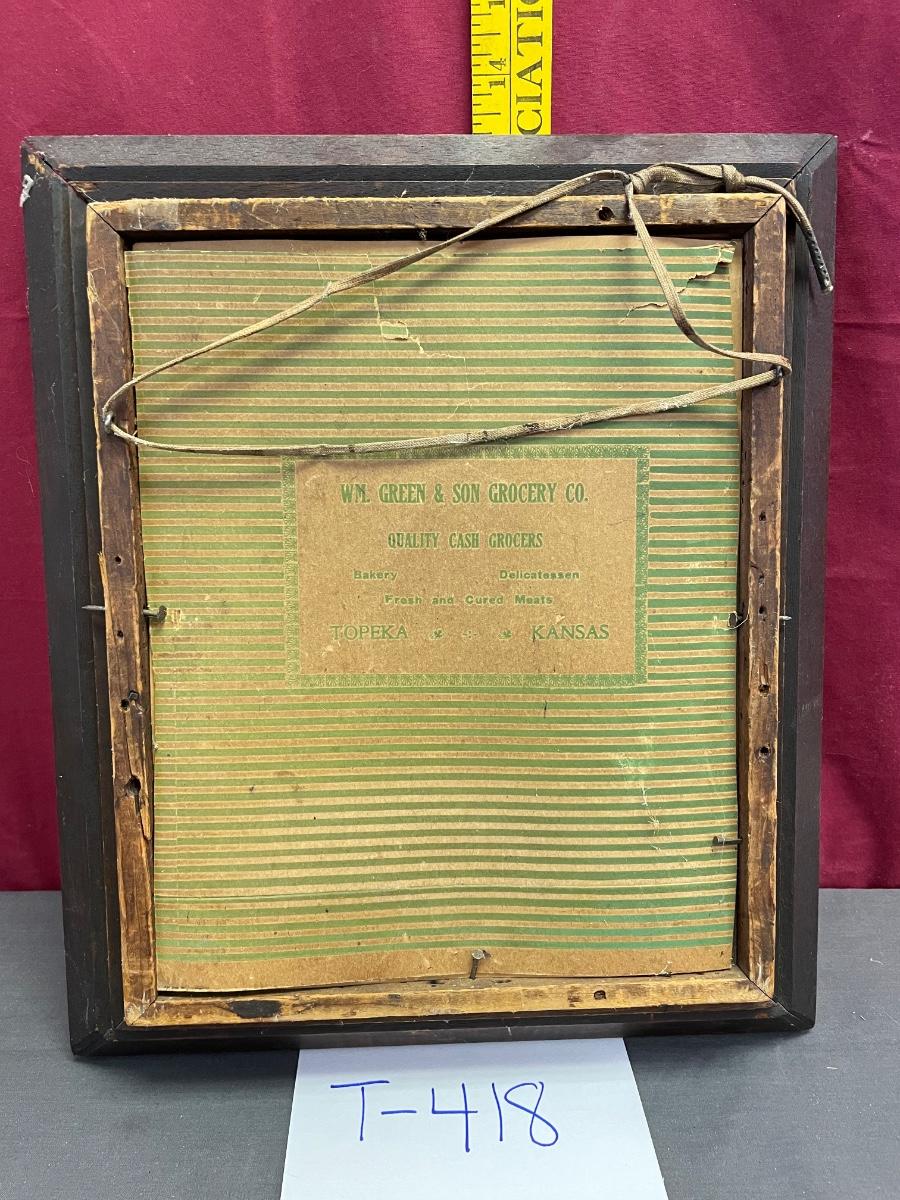 14
CIATIO
WM. GREEN & SON GROCERY CO.
QUALITY CASH GROCERS
Bakery Delicatessen
Fresh and Cured Meats
TOPEKA KANSAS
T-418